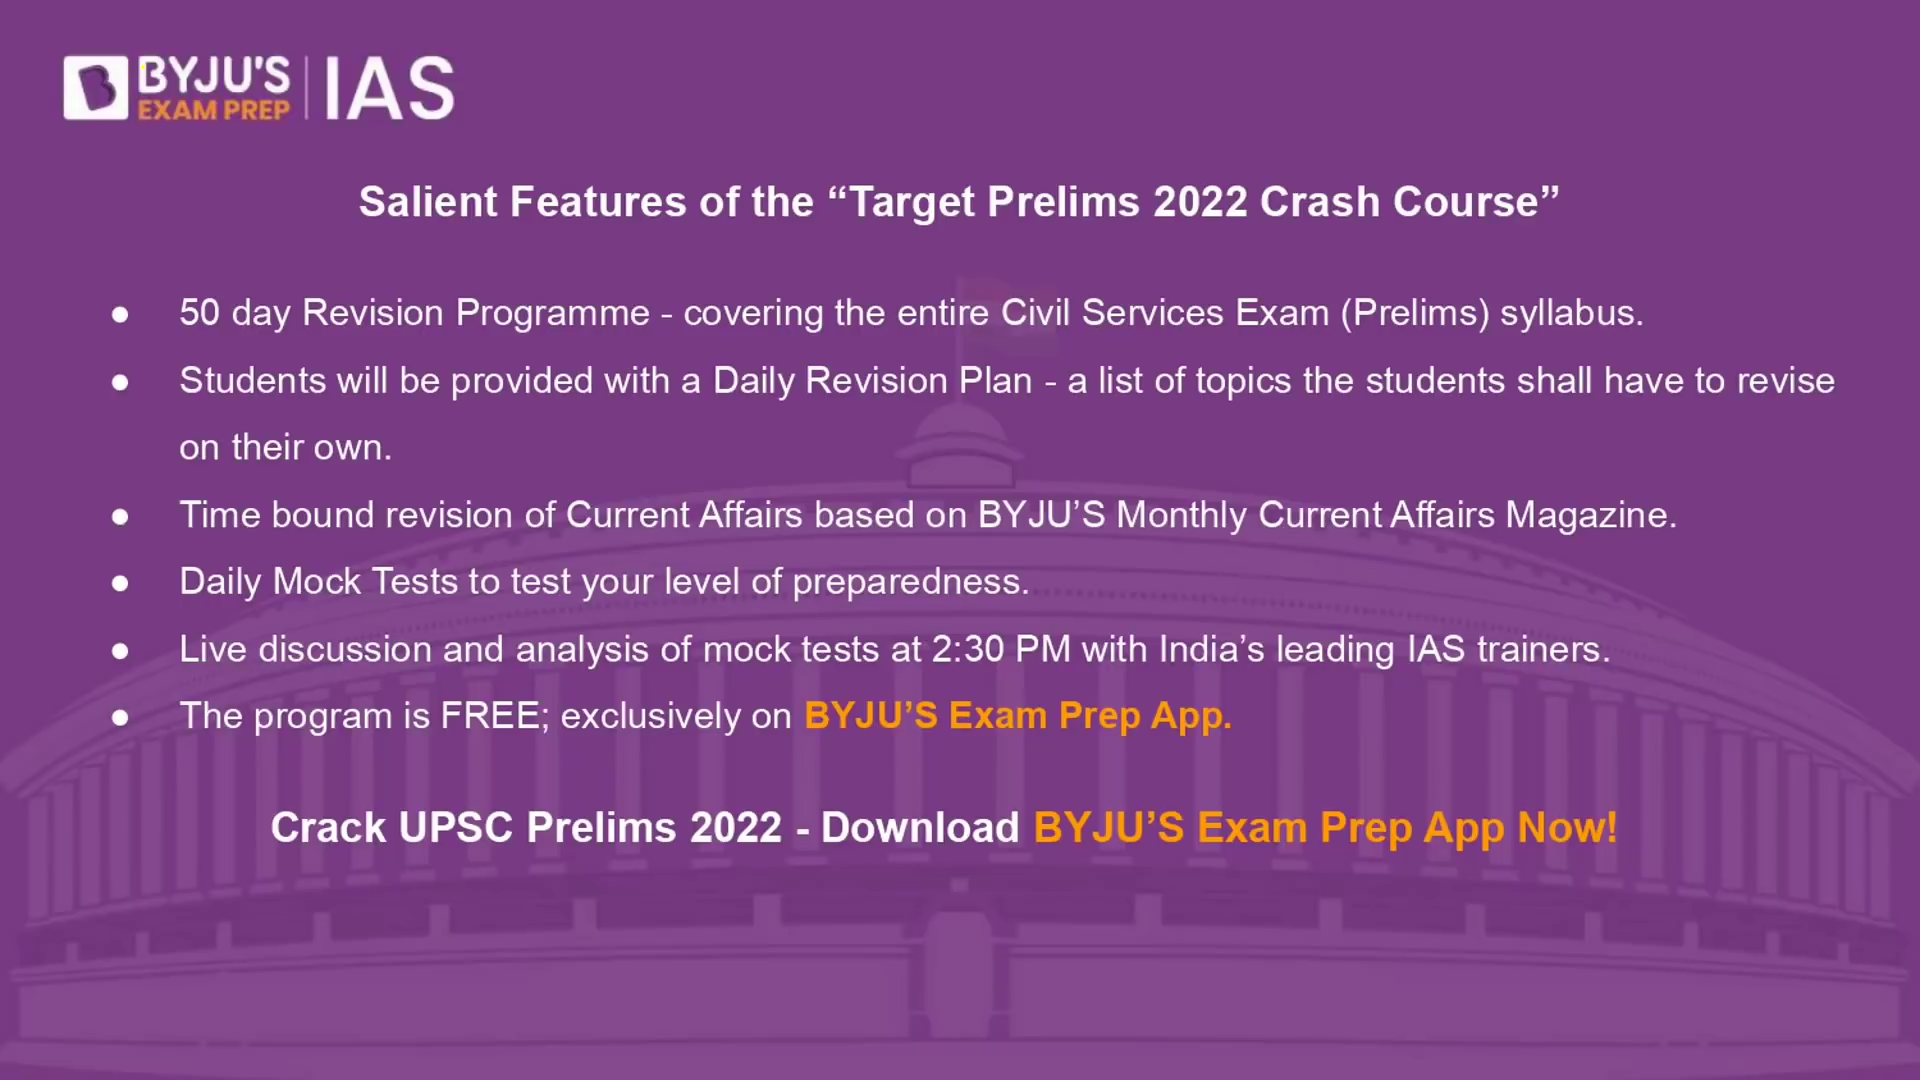 BYJU'S
EXAM PREP
IAS
Salient Features of the “Target Prelims 2022 Crash Course”
● 50 day Revision Programme - covering the entire Civil Services Exam (Prelims) syllabus.
● Students will be provided with a Daily Revision Plan - a list of topics the students shall have to revise
on their own.
● Time bound revision of Current Affairs based on BYJU’S Monthly Current Affairs Magazine.
● Daily Mock Tests to test your level of preparedness.
● Live discussion and analysis of mock tests at 2:30 PM with India’s leading IAS trainers.
● The program is FREE; exclusively on BYJU’S Exam Prep App.
Crack UPSC Prelims 2022 - Download BYJU’S Exam Prep App Now!